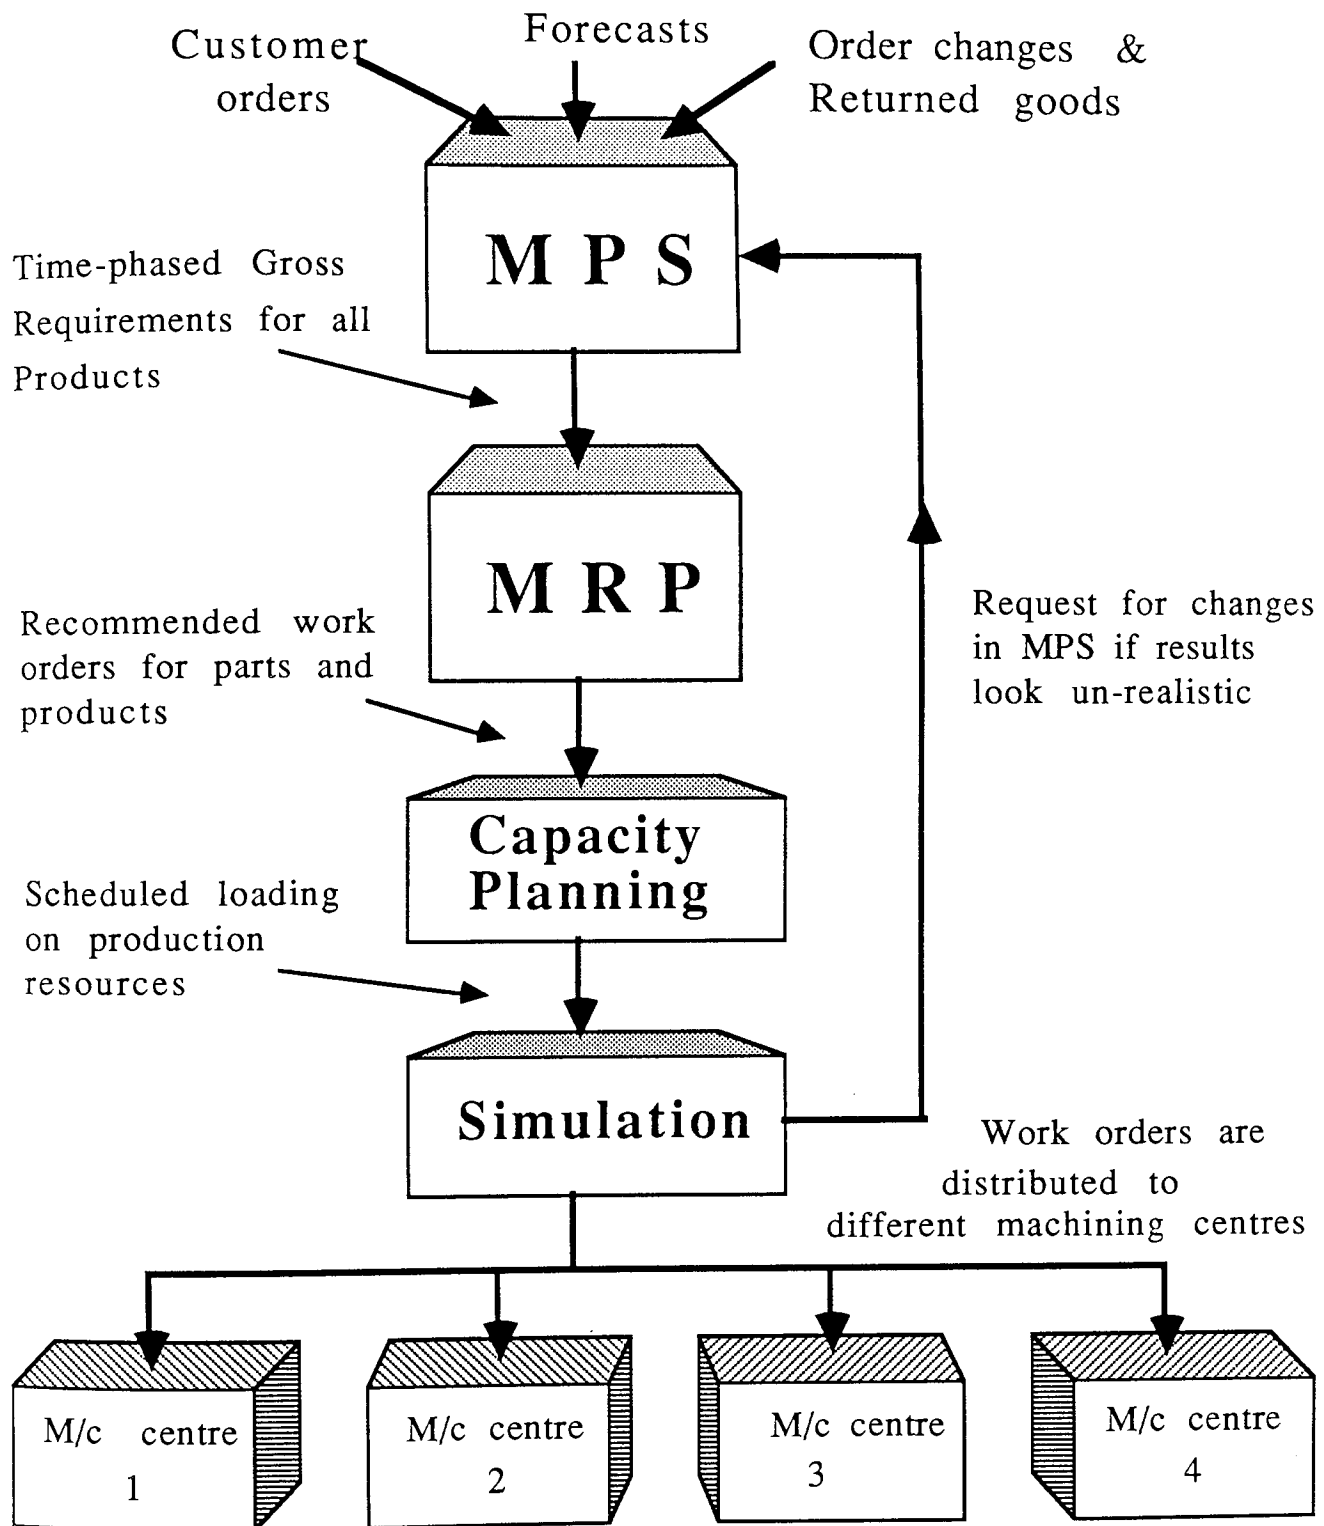 Customer
orders
Forecasts
Order changes &
Returned goods
M P S
Time-phased Gross
Requirements for all
Products
M R P
Recommended work
orders for parts and
products
Request for changes
in MPS if results
look un-realistic
Capacity
Planning
Scheduled loading
on production
resources
Simulation
Work orders are
distributed to
different machining centres
M/c centre
1
M/c centre
2
M/c centre
3
M/c centre
4